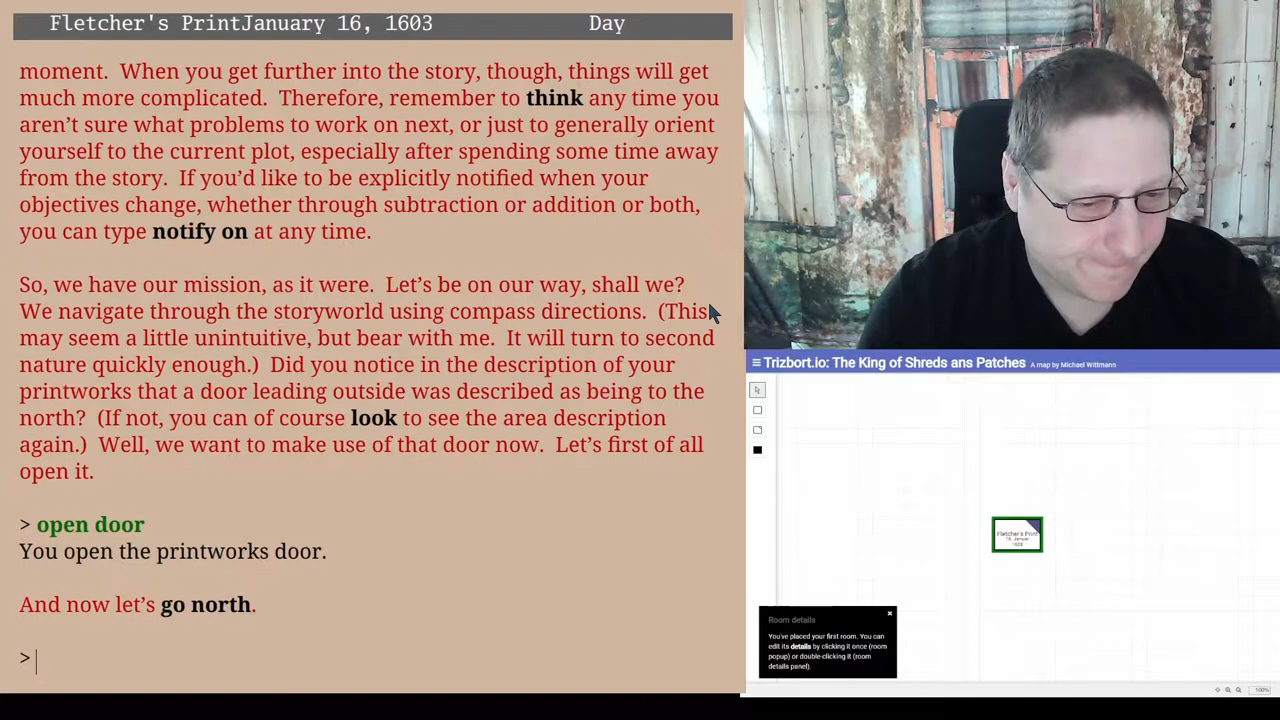 Fletcher's PrintJanuary 16, 1603 Day
moment. When you get further into the story, though, things will get
much more complicated. Therefore, remember to think any time you
aren't sure what problems to work on next, or just to generally orient
yourself to the current plot, especially after spending some time away
from the story. If you'd like to be explicitly notified when your
objectives change, whether through subtraction or addition or both,
you can type notify on at any time.
So, we have our mission, as it were. Let's be on our way, shall we?
We navigate through the storyworld using compass directions. (This
may seem a little unintuitive, but bear with me. It will turn to second
nature quickly enough.) Did you notice in the description of your
printworks that a door leading outside was described as being to the
north? (If not, you can of course look to see the area description
again.) Well, we want to make use of that door now. Let's first of all
open it.
> open door
You open the printworks door.
And now let's go north.
>
Trizbort.io: The King of Shreds ans Patches A map by Michael Wittmann
Fletcher's Print
16. Januar
1603
Room details
You've placed your first room. You can
edit its details by clicking it once (room
popup) or double-clicking it (room
details panel).
100%